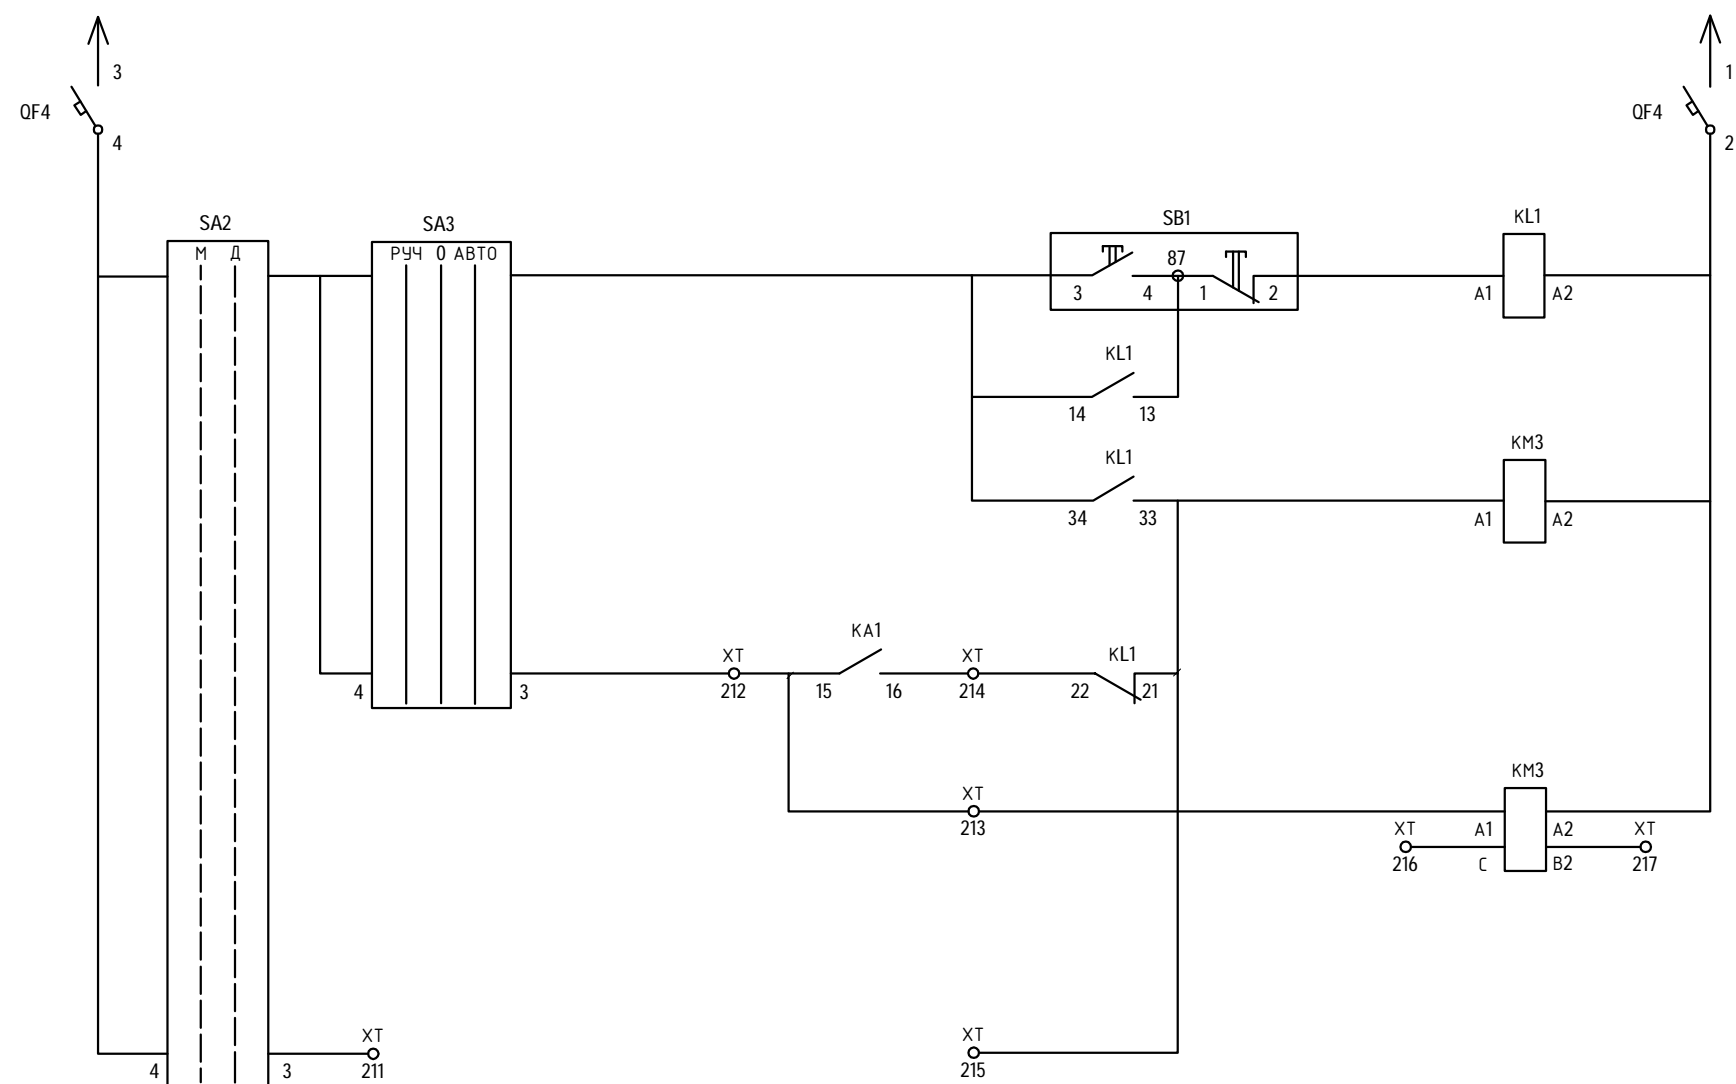 3
1
QF4
QF4
4
2
SA2
SA3
SB1
KL1
М Д
РУЧ 0 АВТО
87
3 4 1 2
A1 A2
KL1
14 13
KL1
KM3
34 33
A1 A2
KA1
XT
XT
KL1
4
3
212
15 16
214
22 21
KM3
XT
213
A1 A2
XT
XT
216
C B2
217
XT
XT
4
3
211
215